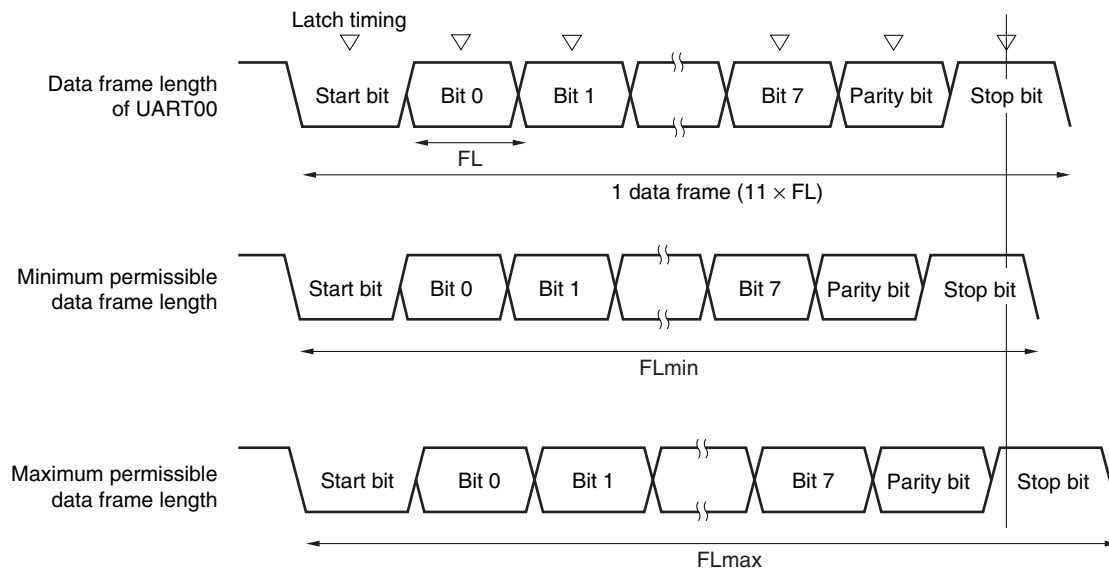 Latch timing
Data frame length
of UART00
Start bit
Bit 0
Bit 1
Bit 7
Parity bit
Stop bit
FL
1 data frame (11 × FL)
Minimum permissible
data frame length
Start bit
Bit 0
Bit 1
Bit 7
Parity bit
Stop bit
FLmin
Maximum permissible
data frame length
Start bit
Bit 0
Bit 1
Bit 7
Parity bit
Stop bit
FLmax